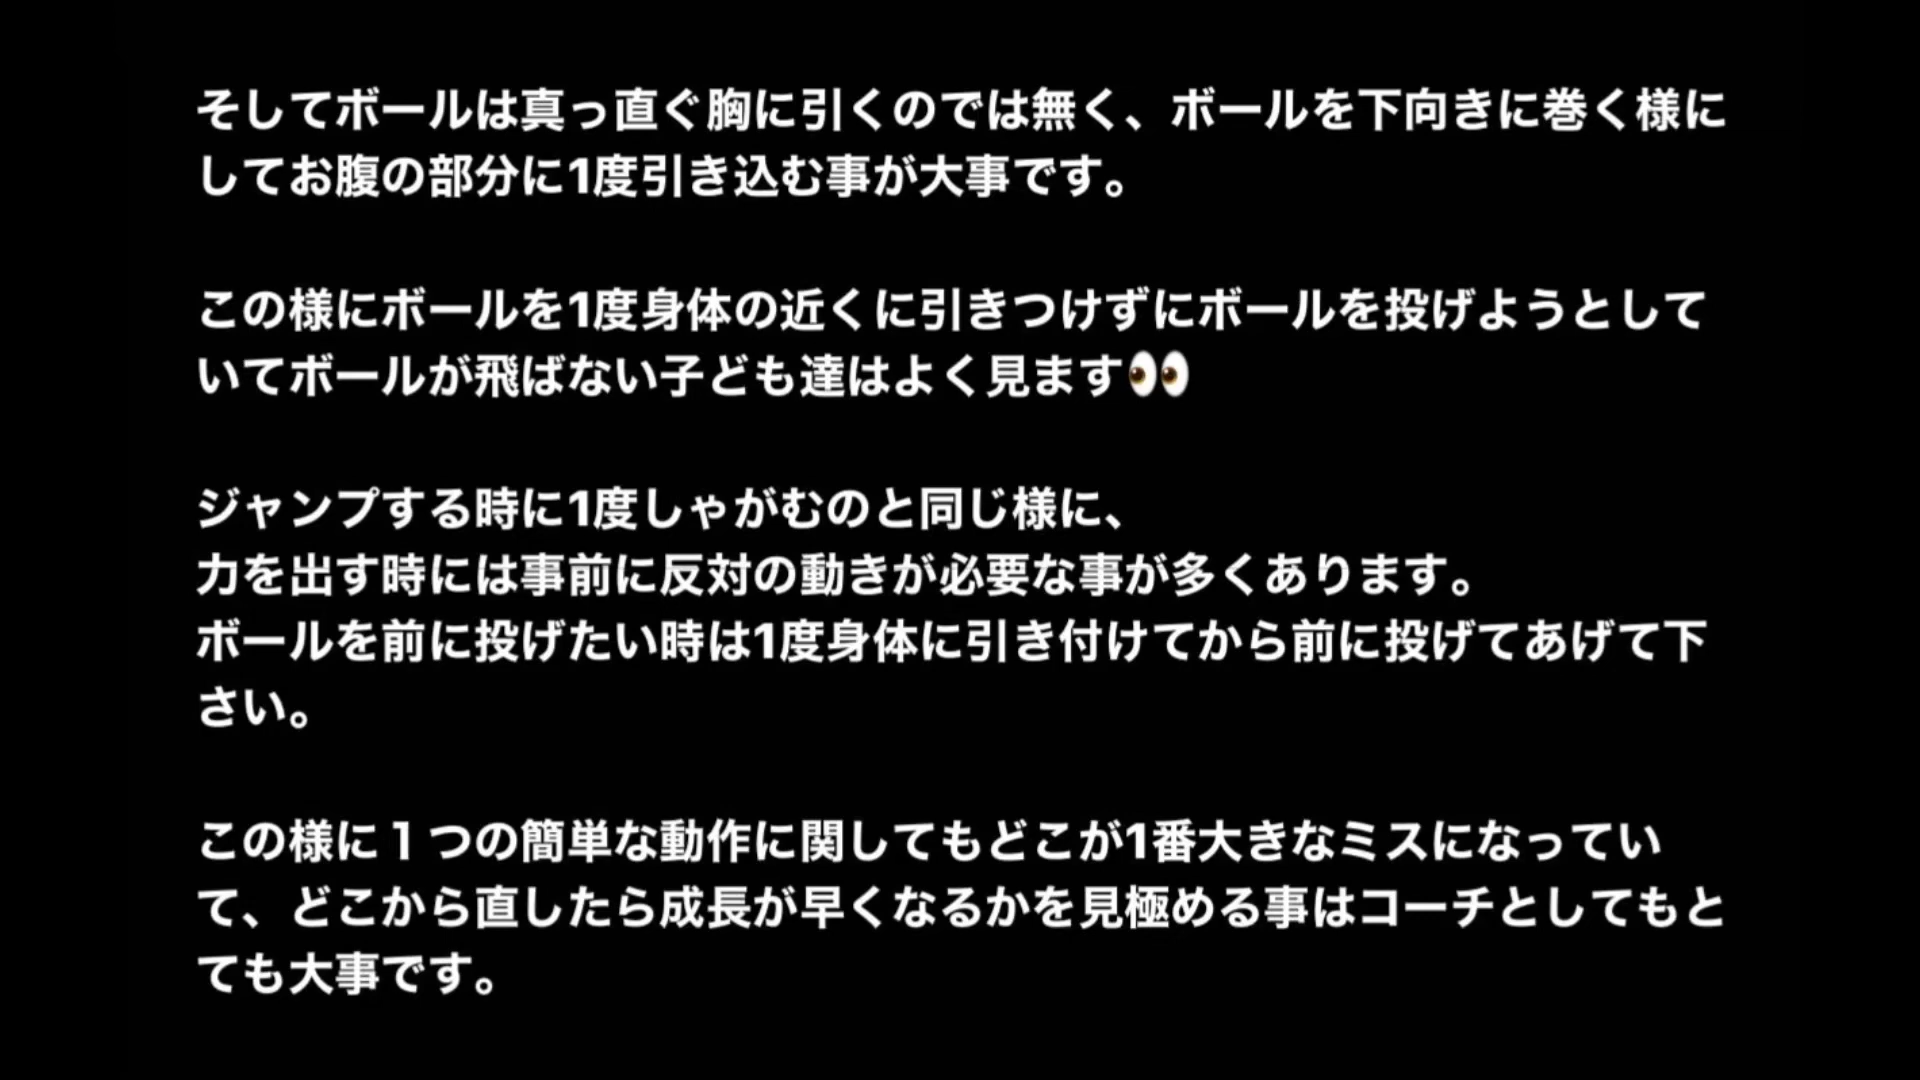 そしてボールは真っ直ぐ胸に引くのでは無く、ボールを下向きに巻く様に
してお腹の部分に1度引き込む事が大事です。
この様にボールを1度身体の近くに引きつけずにボールを投げようとして
いてボールが飛ばない子ども達はよく見ます👀
ジャンプする時に1度しゃがむのと同じ様に、
力を出す時には事前に反対の動きが必要な事が多くあります。
ボールを前に投げたい時は1度身体に引き付けてから前に投げてあげて下
さい。
この様に１つの簡単な動作に関してもどこが1番大きなミスになってい
て、どこから直したら成長が早くなるかを見極める事はコーチとしてもと
ても大事です。